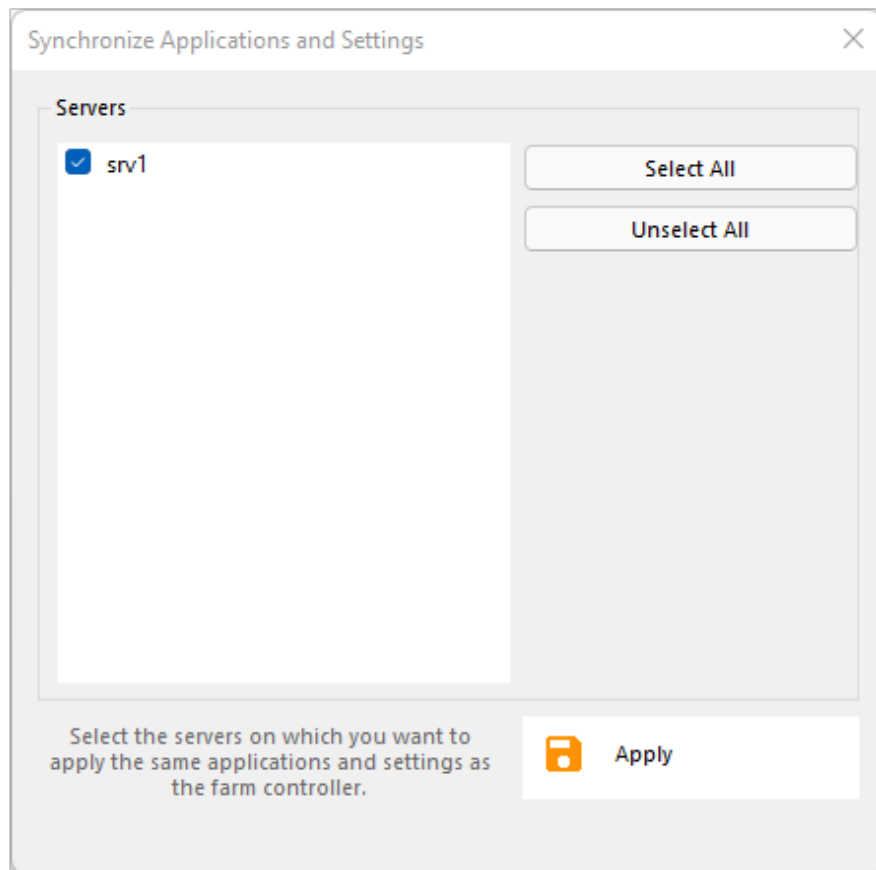 Synchronize Applications and Settings
Servers
srv1
Select All
Unselect All
Select the servers on which you want to
apply the same applications and settings as
the farm controller.
Apply